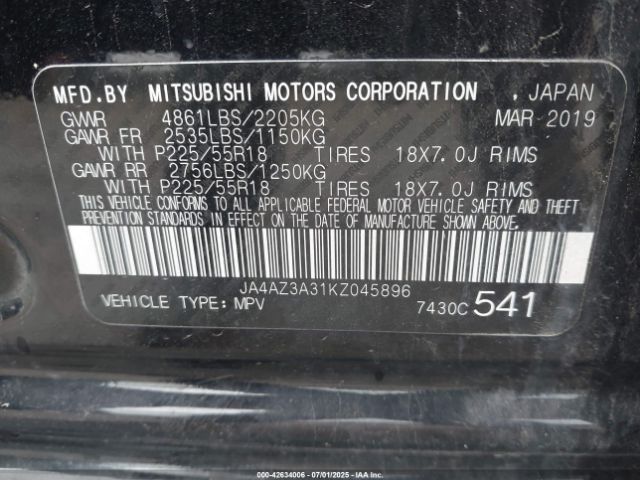 MFD.BY MITSUBISHI MOTORS CORPORATION , JAPAN
GVWR 4861LBS/2205KG MAR 2019
GAWR FR 2535LBS/1150KG
WITH P225/55R18 TIRES 18X7.0J RIMS
GAWR RR 2756LBS/1250KG
WITH P225/55R18 TIRES 18X7.0J RIMS
THIS VEHICLE CONFORMS TO ALL APPLICABLE FEDERAL MOTOR VEHICLE SAFETY AND THEFT
PREVENTION STANDARDS IN EFFECT ON THE DATE OF MANUFACTURE SHOWN ABOVE.
JA4AZ3A31KZ045896
VEHICLE TYPE: MPV 7430C 541
000-42634006 - 07/01/2025 - IAAI.com